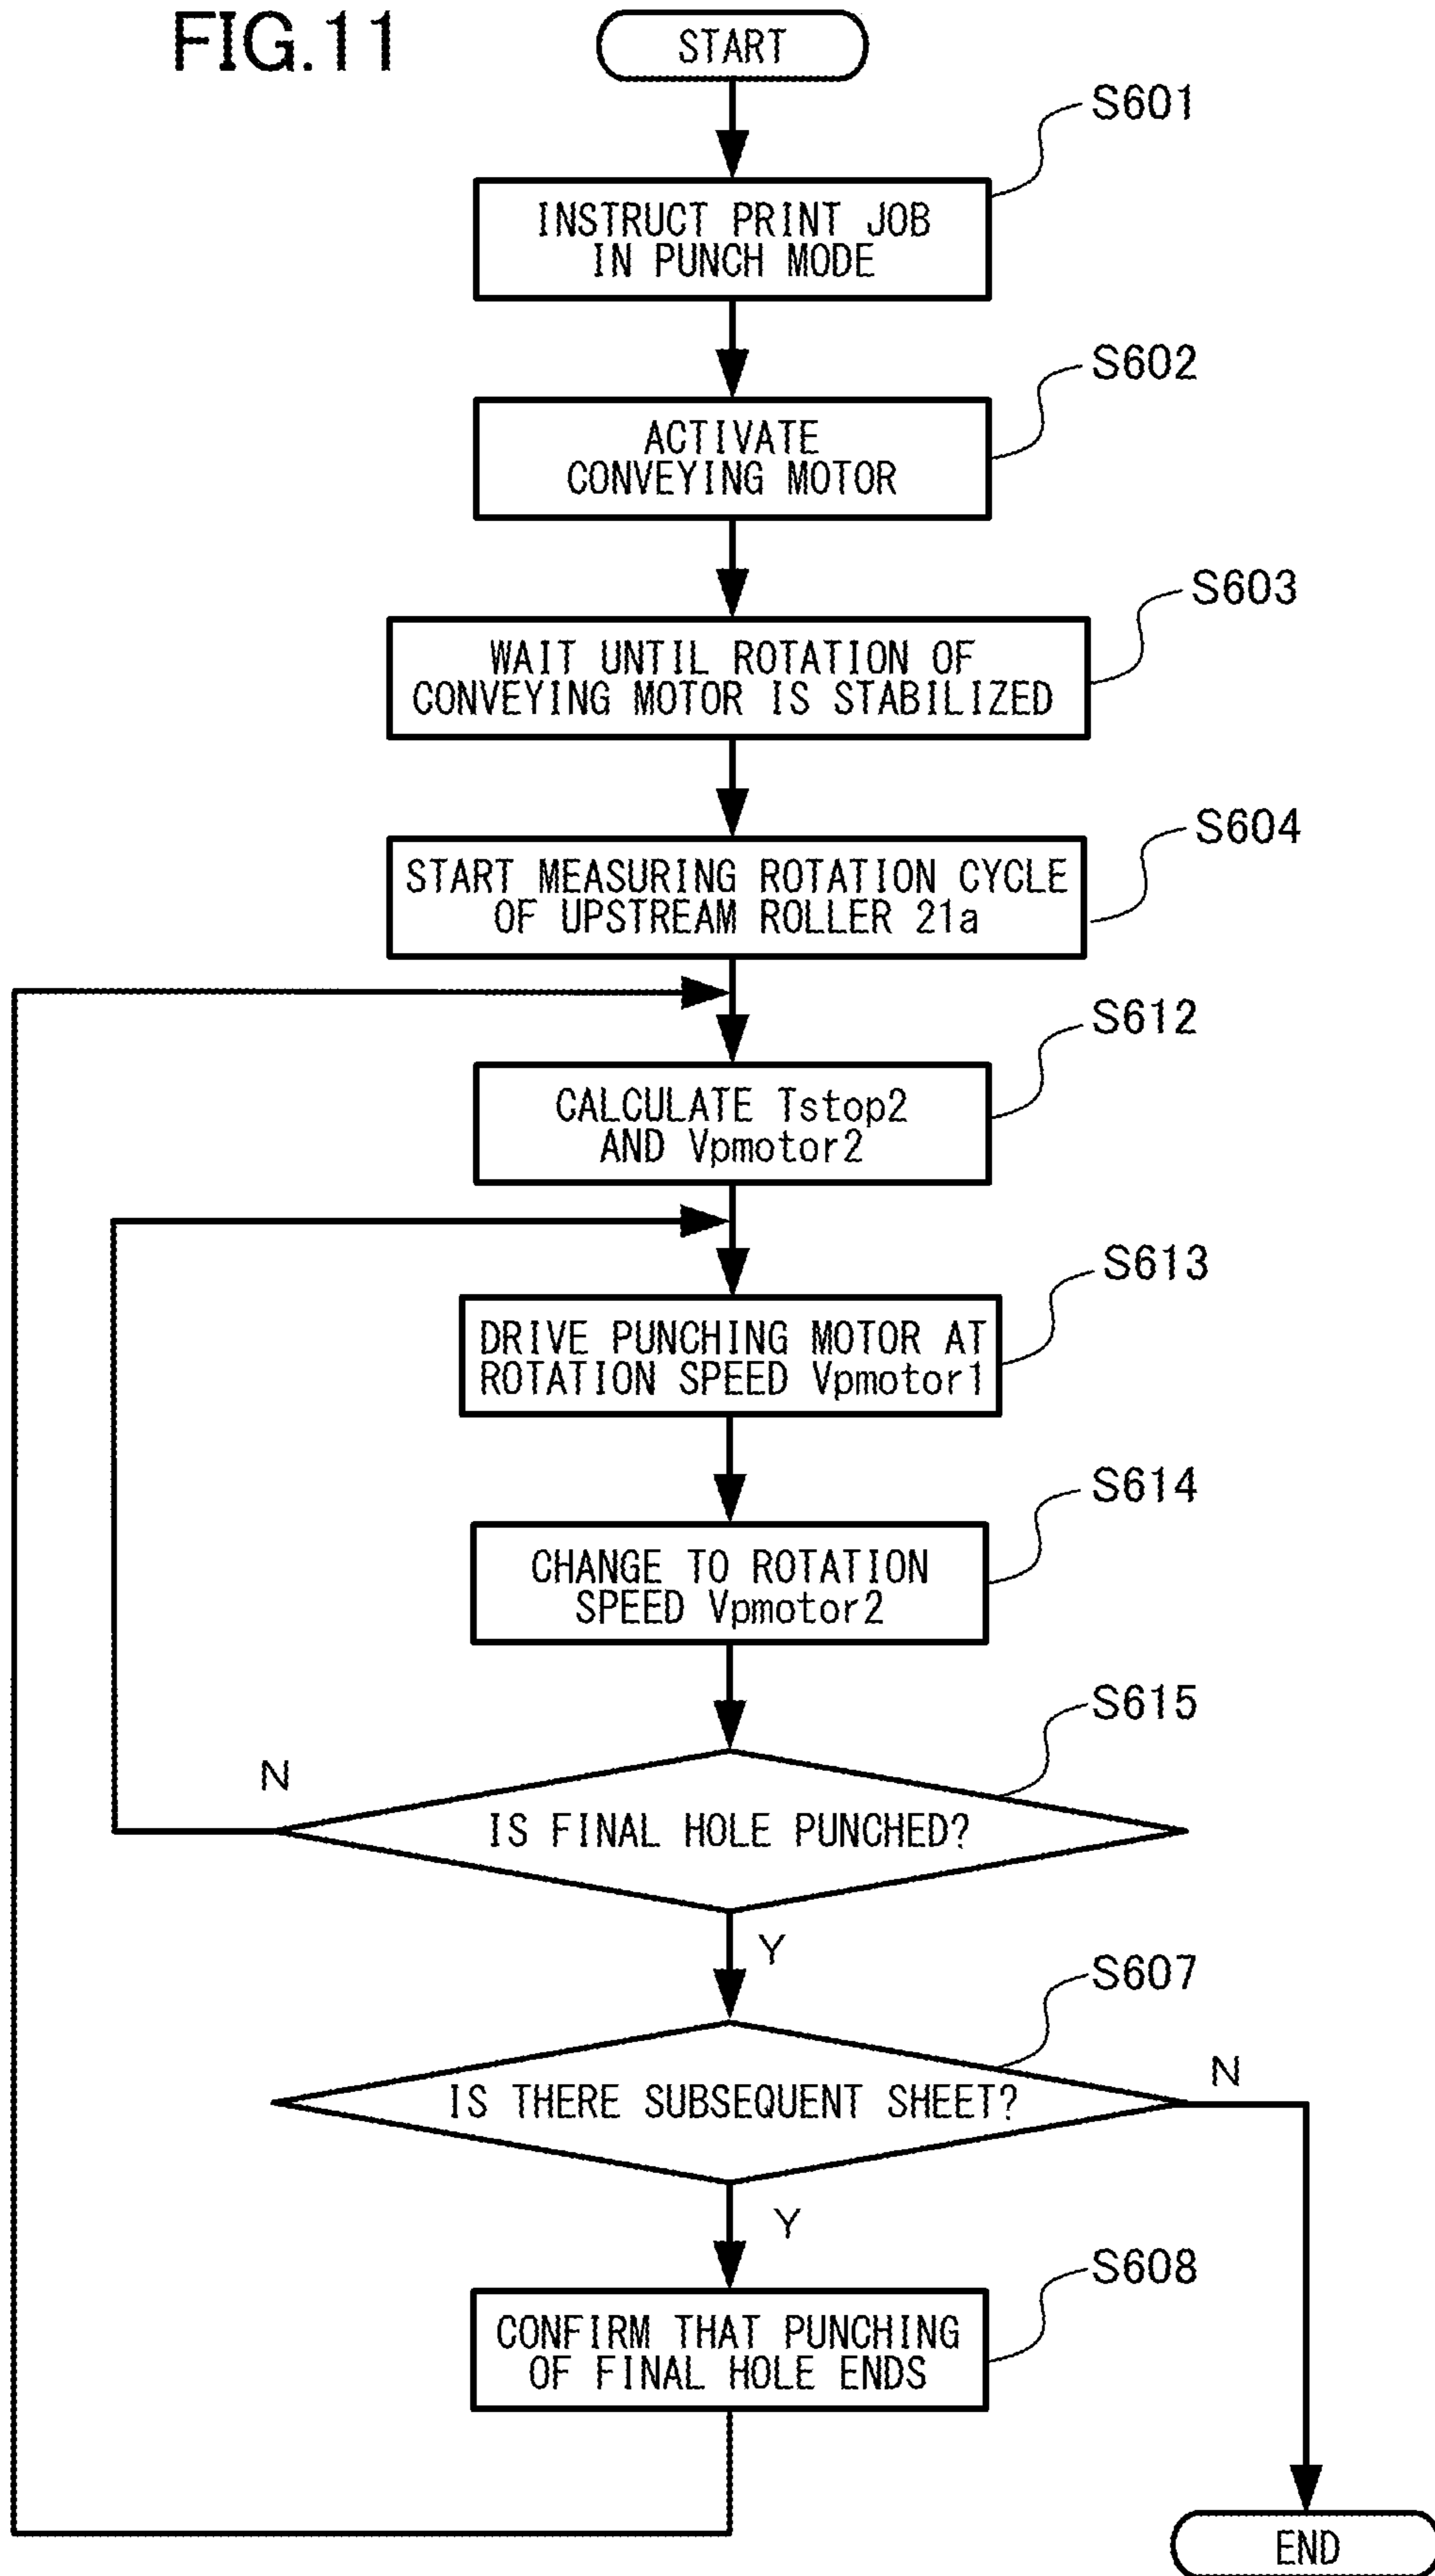 FIG.11
START
S601
INSTRUCT PRINT JOB
IN PUNCH MODE
S602
ACTIVATE
CONVEYING MOTOR
S603
WAIT UNTIL ROTATION OF
CONVEYING MOTOR IS STABILIZED
S604
START MEASURING ROTATION CYCLE
OF UPSTREAM ROLLER 21a
S612
CALCULATE Tstop2
AND Vpmotor2
S613
DRIVE PUNCHING MOTOR AT
ROTATION SPEED Vpmotor1
S614
CHANGE TO ROTATION
SPEED Vpmotor2
S615
N
IS FINAL HOLE PUNCHED?
Y
S607
N
IS THERE SUBSEQUENT SHEET?
Y
S608
CONFIRM THAT PUNCHING
OF FINAL HOLE ENDS
END